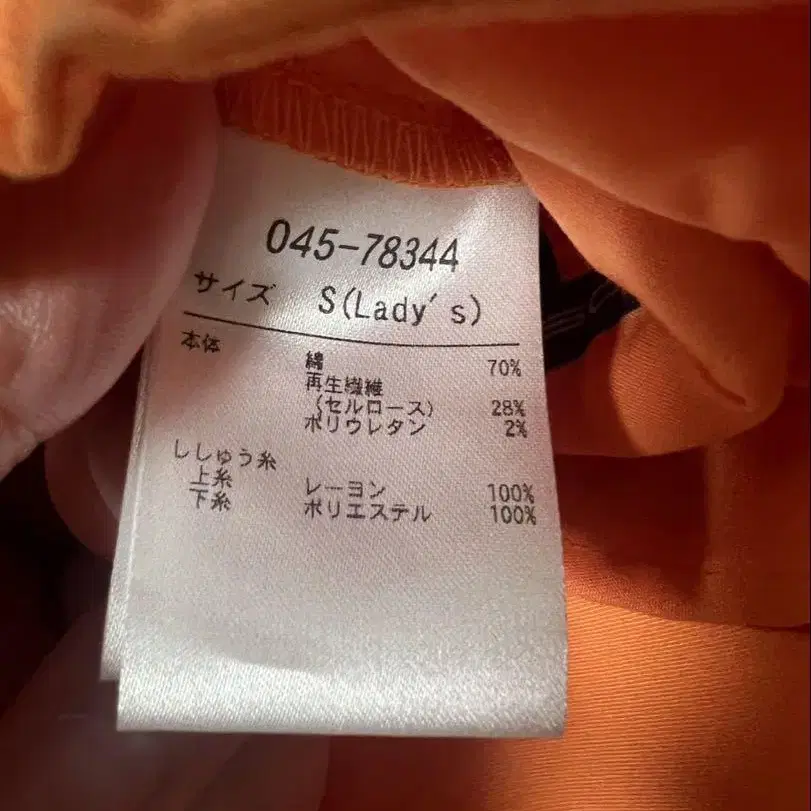 045-78344
サイズ S(Lady's)
本体 綿 70%
再生繊維
(セルロース) 28%
ポリウレタン 2%
ししゅう糸
上糸 レーヨン 100%
下糸 ポリエステル 100%